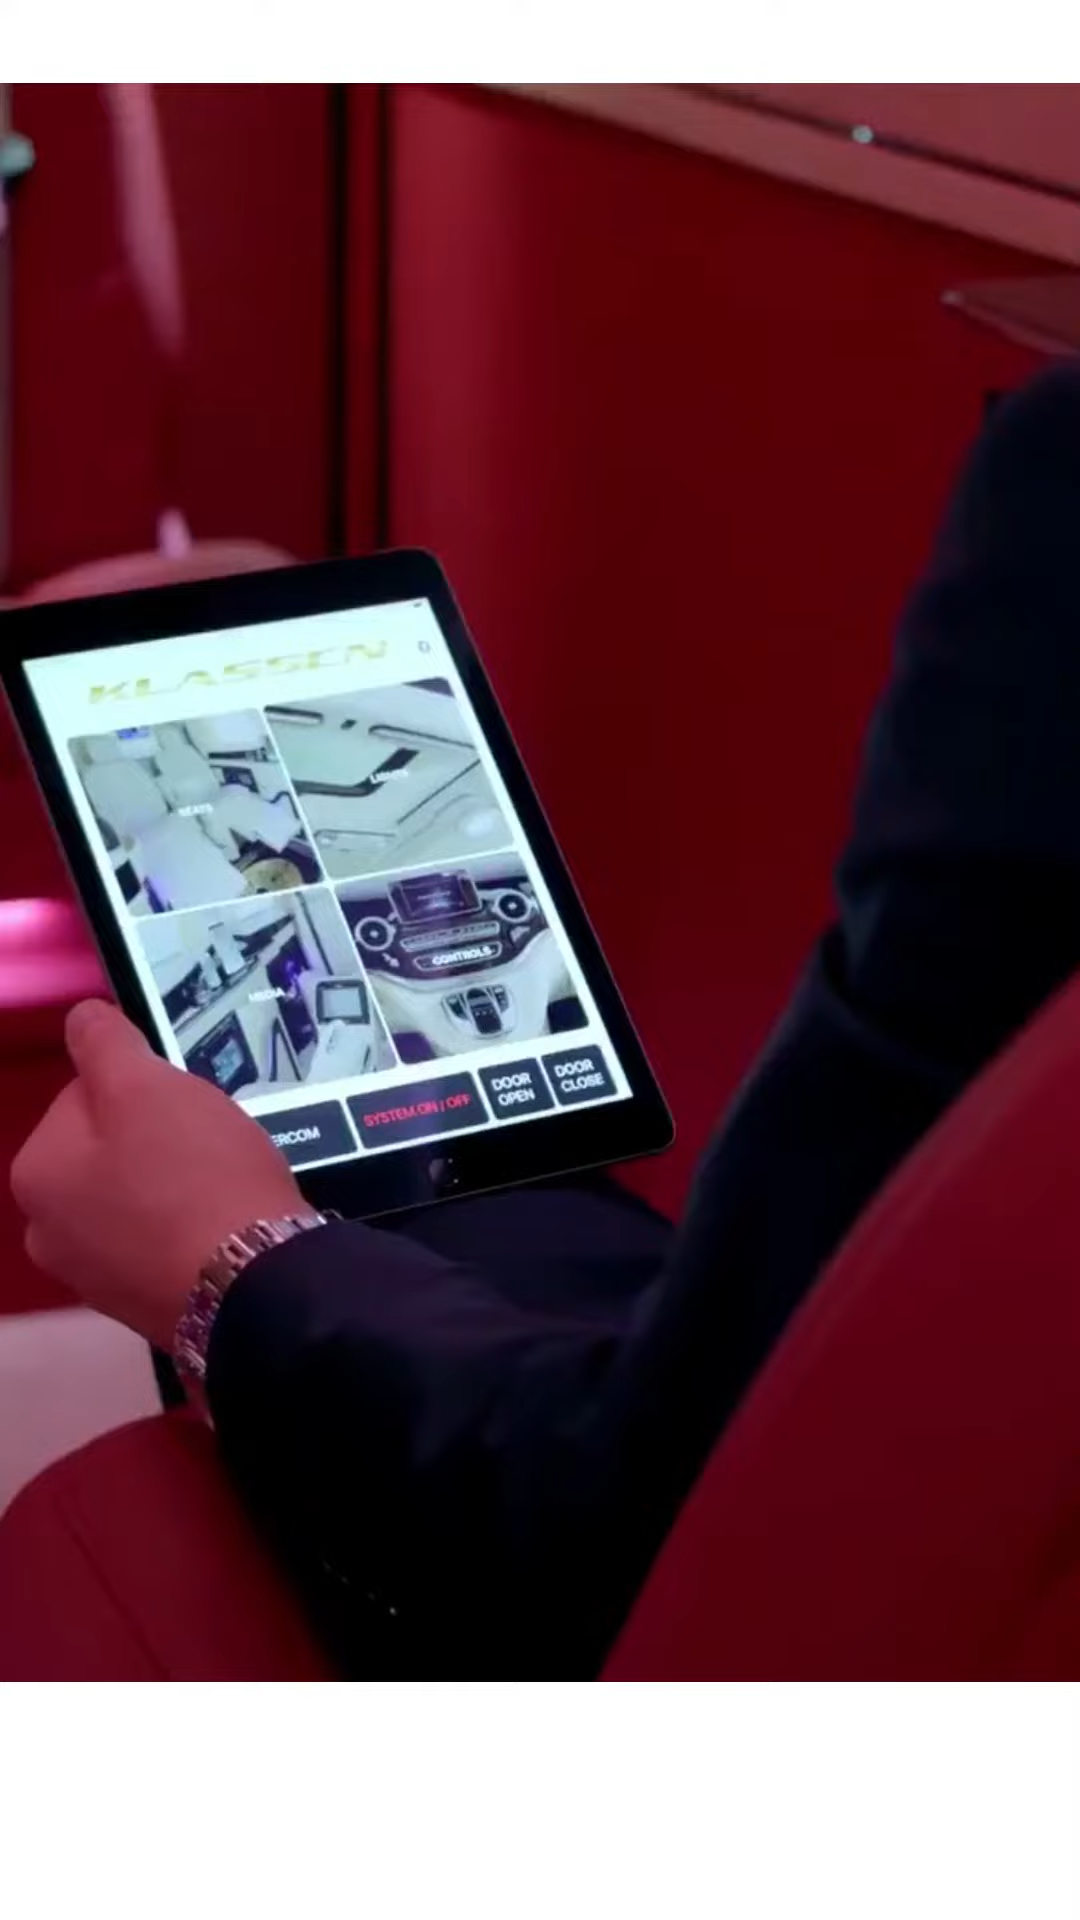 KLASSEN
SEATS
LIGHTS
MEDIA
CONTROLS
ERCOM
SYSTEM ON / OFF
DOOR
OPEN
DOOR
CLOSE